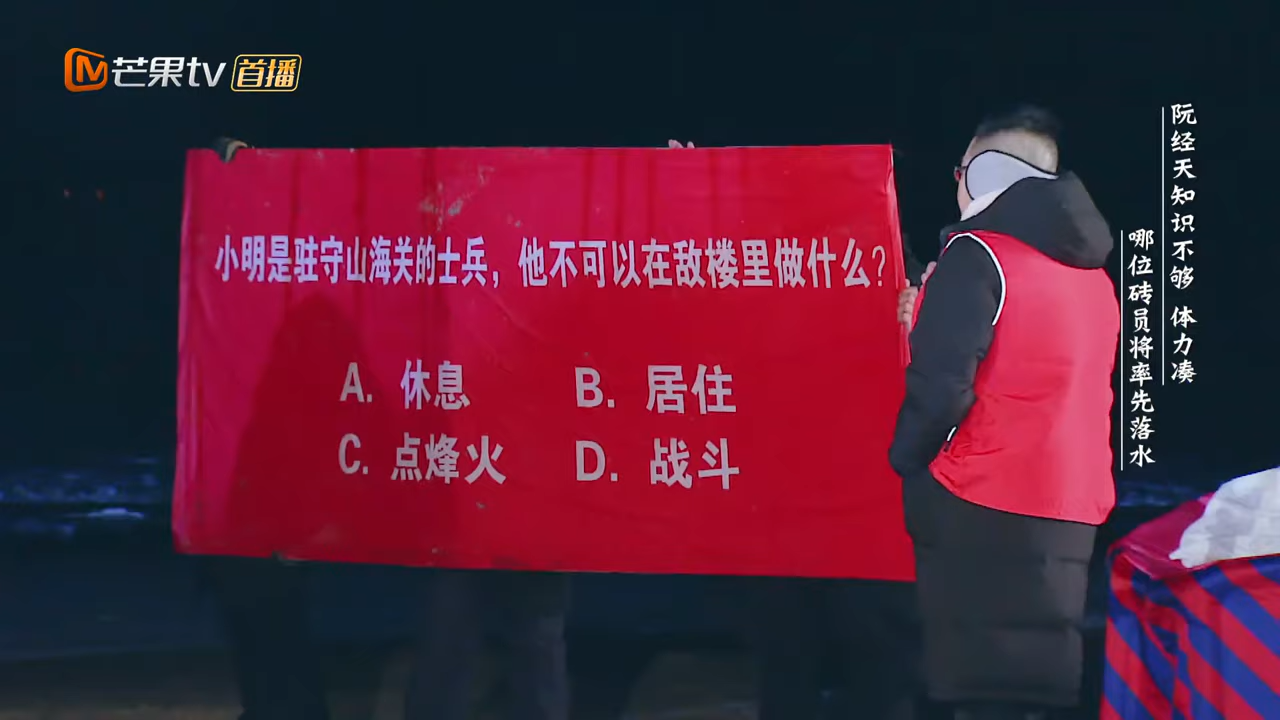 芒果tv 首播
小明是驻守山海关的士兵，他不可以在敌楼里做什么？
A. 休息 B. 居住
C. 点烽火 D. 战斗
阮经天知识不够 体力凑
哪位砖员将率先落水